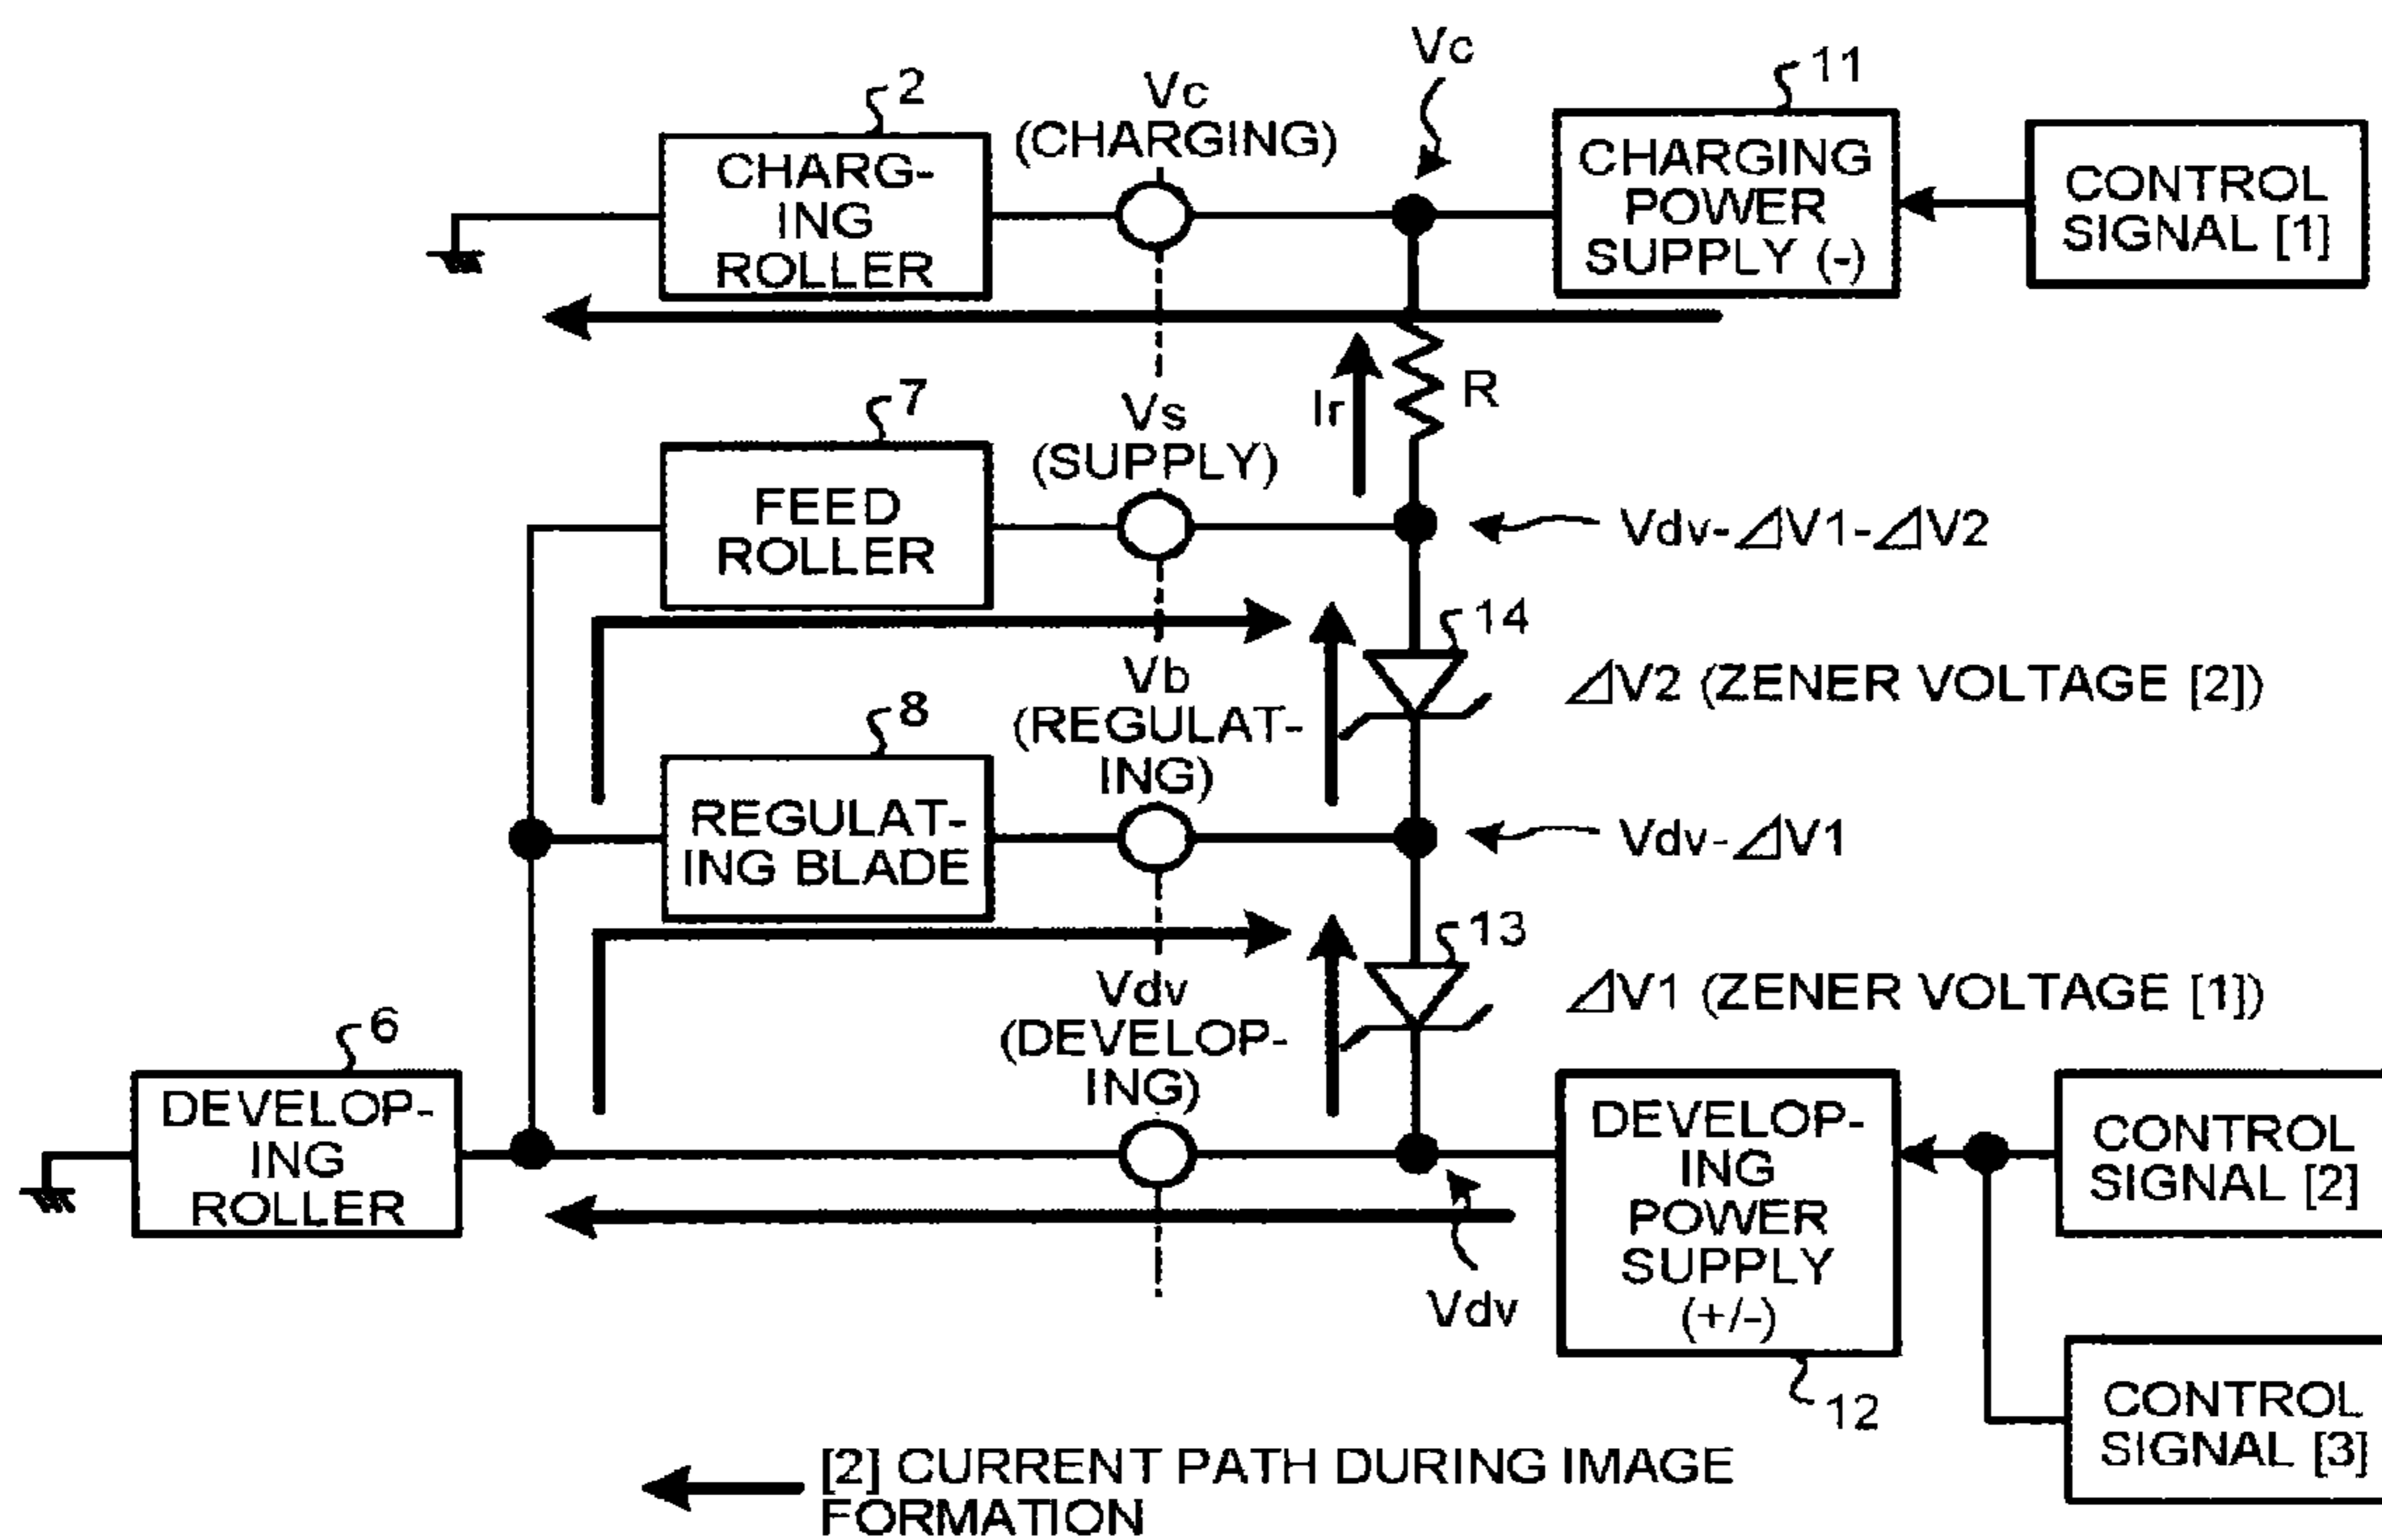 Vc
11
2
Vc
(CHARGING)
CHARG-
ING
ROLLER
CHARGING
POWER
SUPPLY (-)
CONTROL
SIGNAL [1]
7
Vs
(SUPPLY)
Ir
R
FEED
ROLLER
Vdv-⊿V1-⊿V2
14
8
Vb
(REGULAT-
ING)
⊿V2 (ZENER VOLTAGE [2])
REGULAT-
ING BLADE
Vdv-⊿V1
13
6
Vdv
(DEVELOP-
ING)
⊿V1 (ZENER VOLTAGE [1])
DEVELOP-
ING
ROLLER
DEVELOP-
ING
POWER
SUPPLY
(+/-)
CONTROL
SIGNAL [2]
Vdv
12
CONTROL
SIGNAL [3]
[2] CURRENT PATH DURING IMAGE
FORMATION